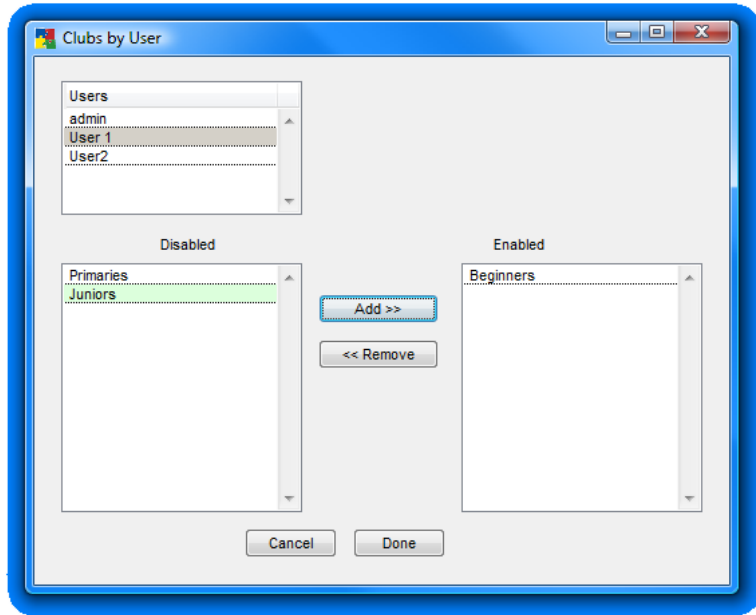 Clubs by User
Users
admin
User 1
User2
Disabled
Enabled
Primaries
Juniors
Beginners
Add >>
<< Remove
Cancel
Done